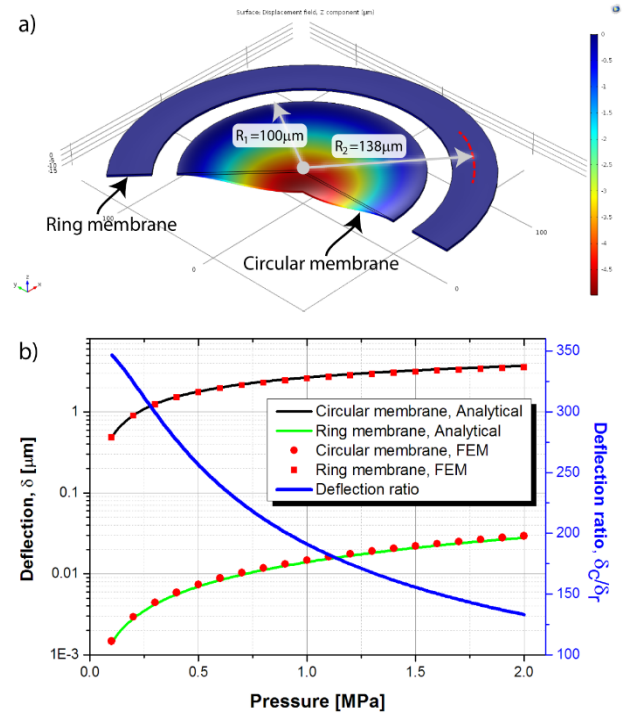 Surface: Displacement field, Z component (μm)
a)
R1=100μm
R2=138μm
Ring membrane
Circular membrane
0
-5
-10
-15
100
0
100
0
z
y
x
0
-0.5
-1
-1.5
-2
-2.5
-3
-3.5
-4
-4.5
b)
Deflection, δ [μm]
1
0.1
0.01
1E-3
Circular membrane, Analytical
Ring membrane, Analytical
Circular membrane, FEM
Ring membrane, FEM
Deflection ratio
350
300
250
200
150
100
Deflection ratio, δC/δr
0.0 0.5 1.0 1.5 2.0
Pressure [MPa]